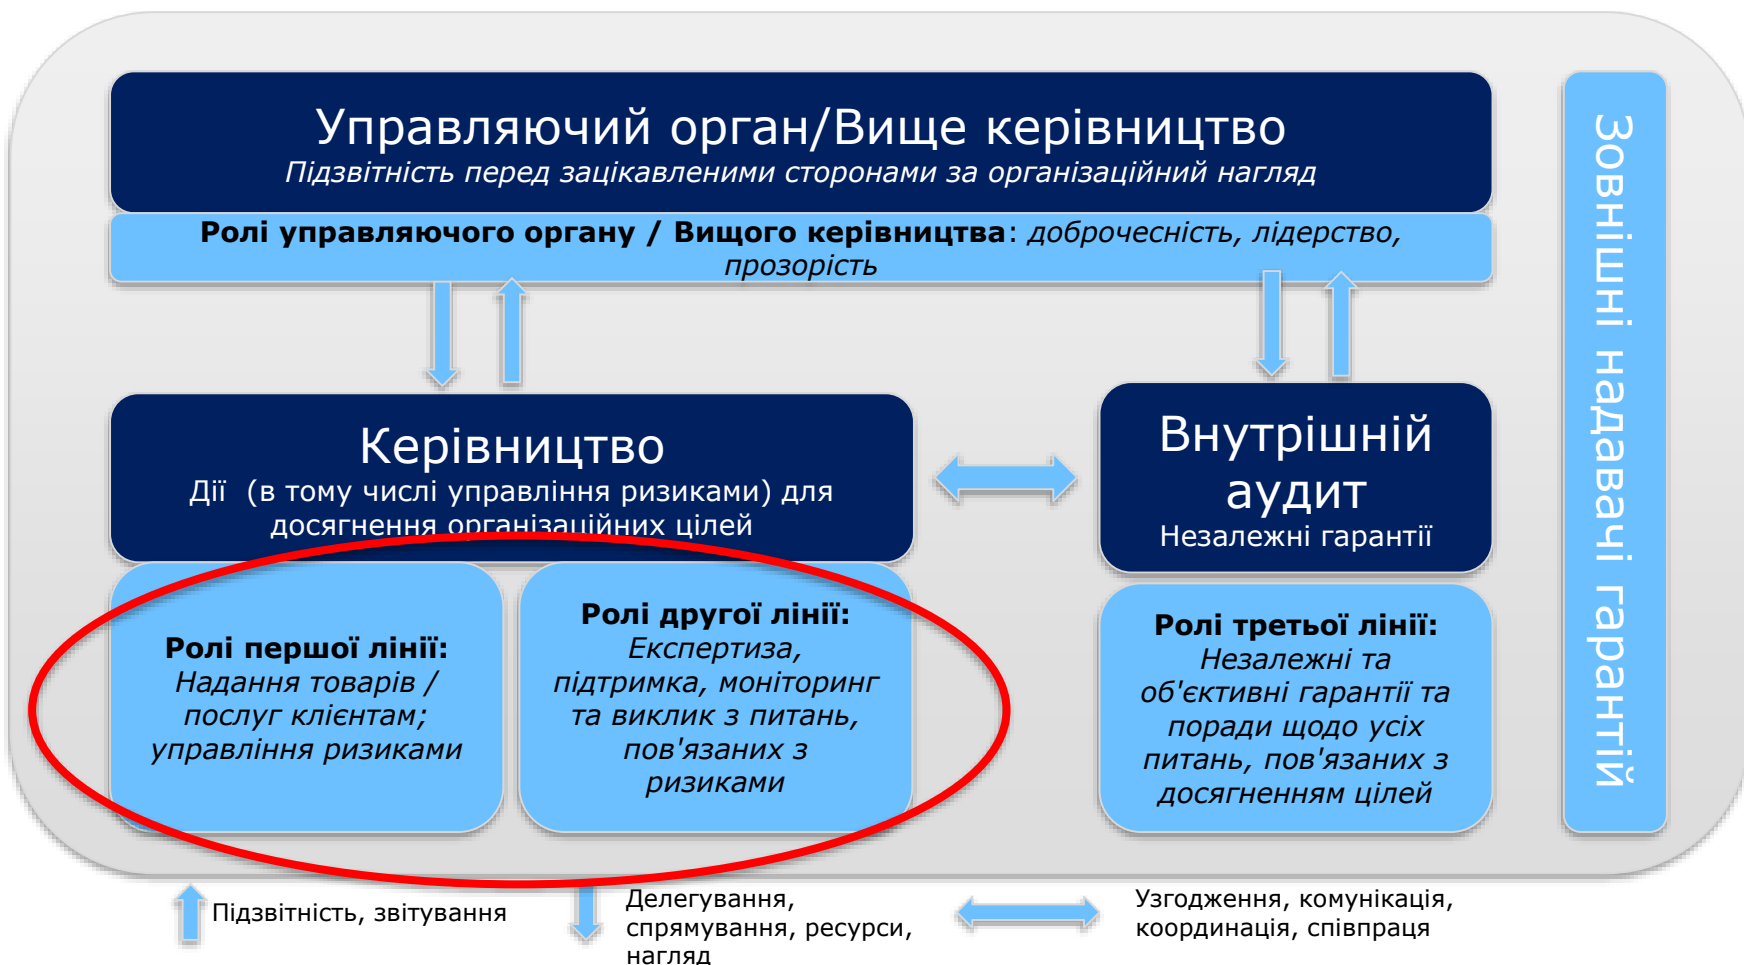 Управляючий орган/Вище керівництво
Підзвітність перед зацікавленими сторонами за організаційний нагляд
Ролі управляючого органу / Вищого керівництва: доброчесність, лідерство,
прозорість
Керівництво
Дії (в тому числі управління ризиками) для
досягнення організаційних цілей
Внутрішній
аудит
Незалежні гарантії
Ролі першої лінії:
Надання товарів /
послуг клієнтам;
управління ризиками
Ролі другої лінії:
Експертиза,
підтримка, моніторинг
та виклик з питань,
пов'язаних з
ризиками
Ролі третьої лінії:
Незалежні та
об'єктивні гарантії та
поради щодо усіх
питань, пов'язаних з
досягненням цілей
Зовнішні надавачі гарантій
Підзвітність, звітування
Делегування,
спрямування, ресурси,
нагляд
Узгодження, комунікація,
координація, співпраця